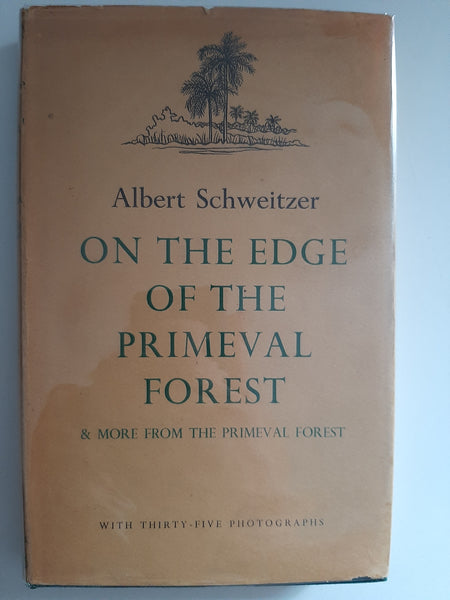 Albert Schweitzer
ON THE EDGE
OF THE
PRIMEVAL
FOREST
& MORE FROM THE PRIMEVAL FOREST
WITH THIRTY-FIVE PHOTOGRAPHS